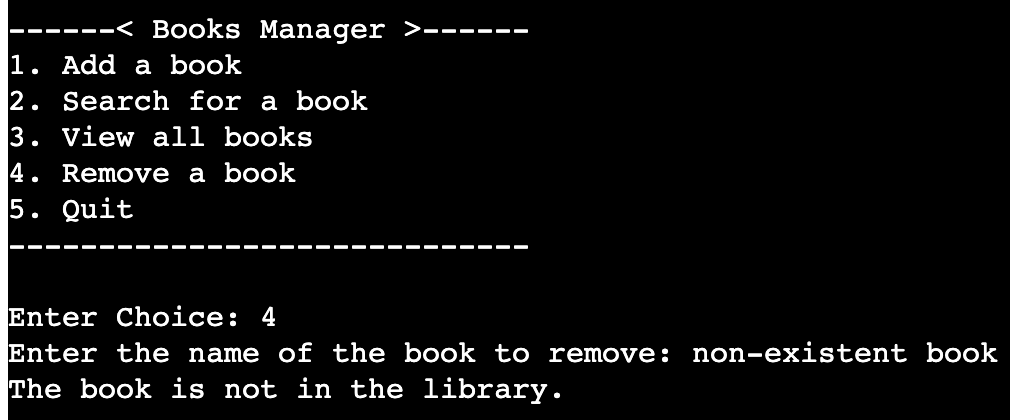 ------< Books Manager >------
1. Add a book
2. Search for a book
3. View all books
4. Remove a book
5. Quit
-----------------------------
Enter Choice: 4
Enter the name of the book to remove: non-existent book
The book is not in the library.